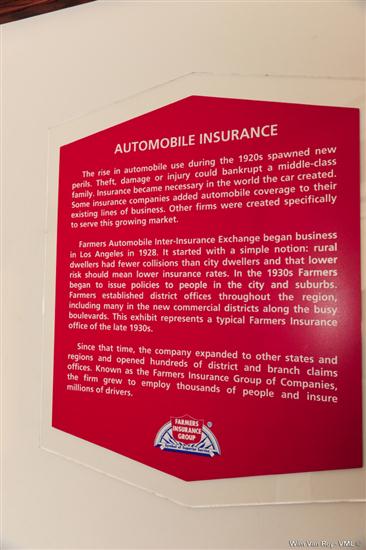 AUTOMOBILE INSURANCE
The rise in automobile use during the 1920s spawned new
perils. Theft, damage or injury could bankrupt a middle-class
family. Insurance became necessary in the world the car created.
Some insurance companies added automobile coverage to their
existing lines of business. Other firms were created specifically
to serve this growing market.
Farmers Automobile Inter-Insurance Exchange began business
in Los Angeles in 1928. It started with a simple notion: rural
dwellers had fewer collisions than city dwellers and that lower
risk should mean lower insurance rates. In the 1930s Farmers
began to issue policies to people in the city and suburbs.
Farmers established district offices throughout the region,
including many in the new commercial districts along the busy
boulevards. This exhibit represents a typical Farmers Insurance
office of the late 1930s.
Since that time, the company expanded to other states and
regions and opened hundreds of district and branch claims
offices. Known as the Farmers Insurance Group of Companies,
the firm grew to employ thousands of people and insure
millions of drivers.
FARMERS
INSURANCE
GROUP
®
Symbol of Superior Service